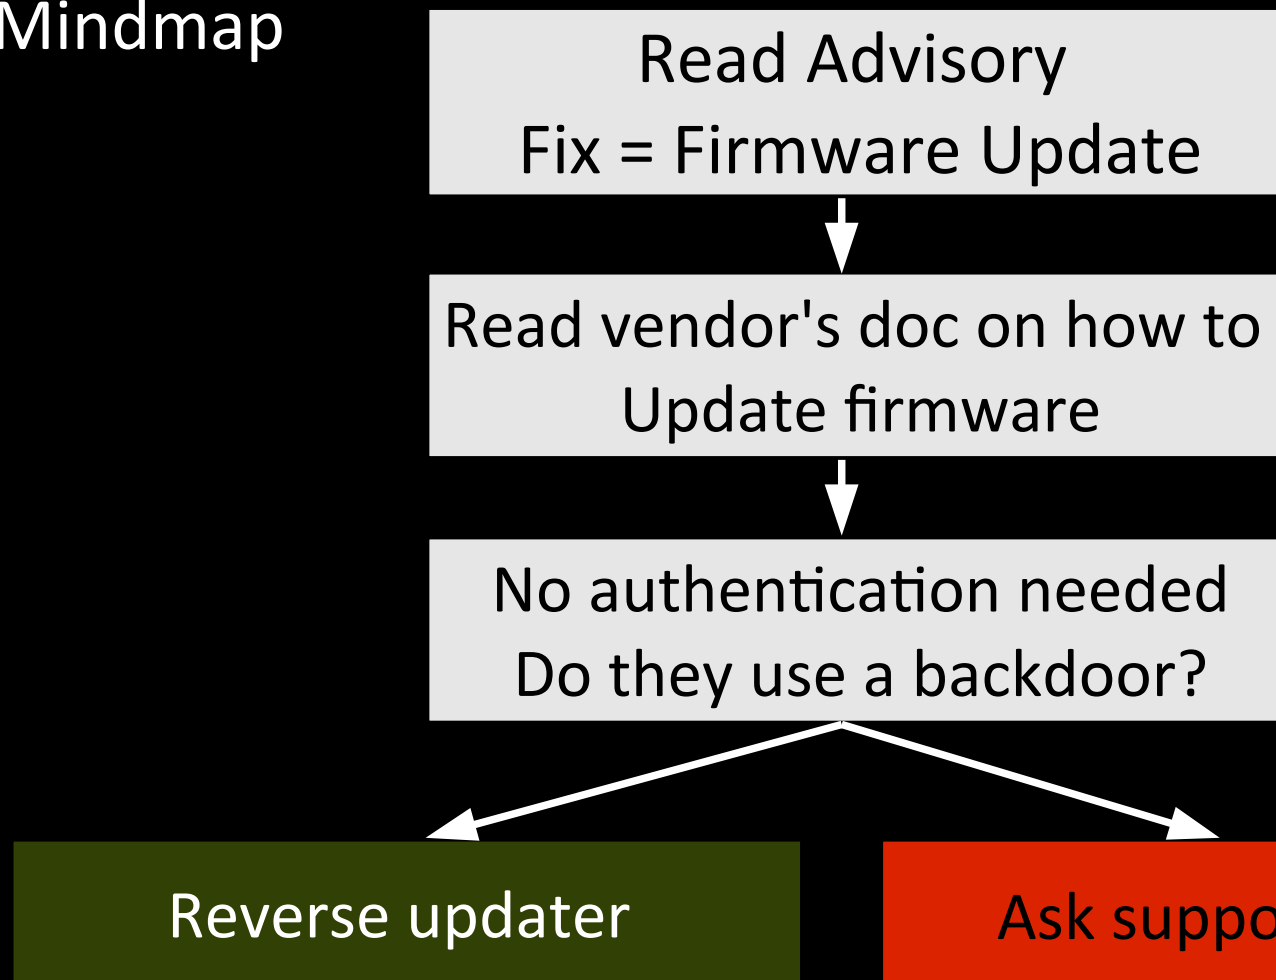 Mindmap
Read Advisory
Fix = Firmware Update
Read vendor's doc on how to
Update firmware
No authentication needed
Do they use a backdoor?
Reverse updater
Ask